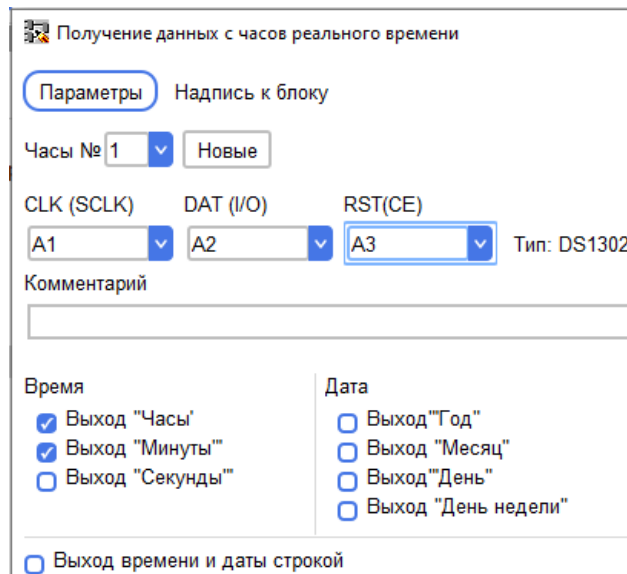 Получение данных с часов реального времени
Параметры Надпись к блоку
Часы № 1 Новые
CLK (SCLK) DAT (I/O) RST(CE)
A1 A2 A3 Тип: DS1302
Комментарий
Время Дата
Выход "Часы' Выход"'Год"
Выход "Минуты'" Выход "Месяц"
Выход "Секунды'" Выход"'День"
Выход "День недели"
Выход времени и даты строкой